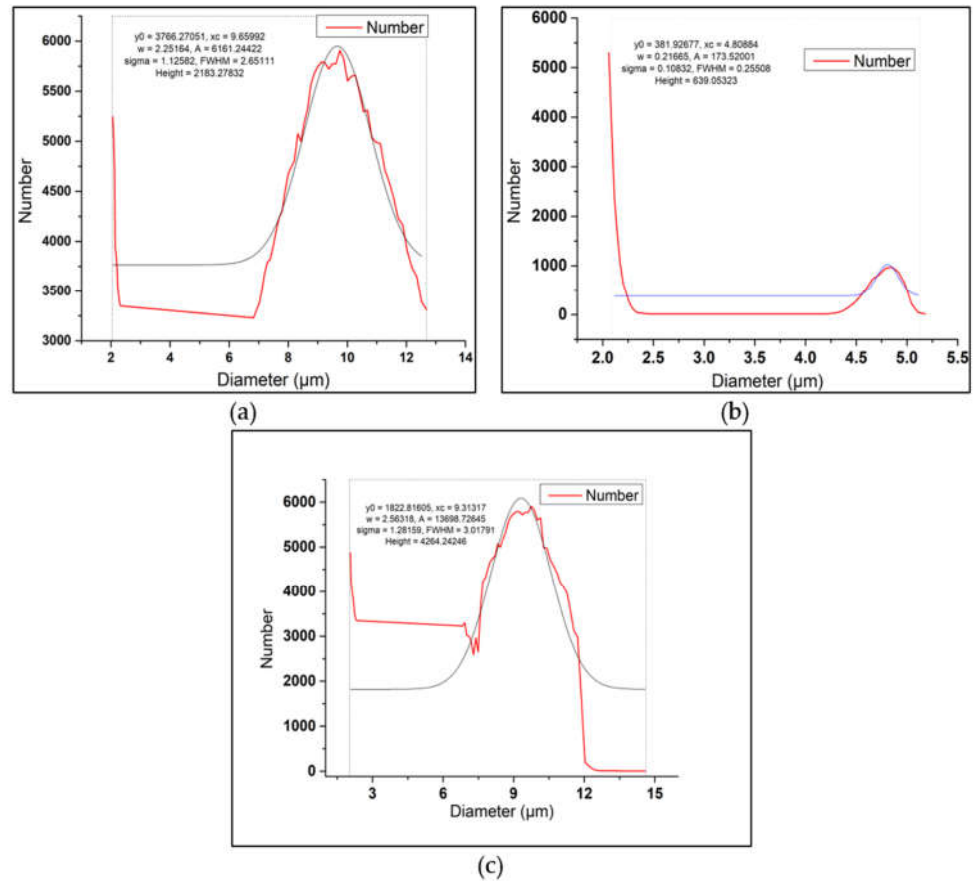 y0 = 3766.27051, xc = 9.65992
w = 2.25164, A = 6161.24422
sigma = 1.12582, FWHM = 2.65111
Height = 2183.27832
Number
6000
5500
5000
4500
4000
3500
3000
Number
2 4 6 8 10 12 14
Diameter (µm)
(a)
y0 = 381.92677, xc = 4.80884
w = 0.21665, A = 173.52001
sigma = 0.10832, FWHM = 0.25508
Height = 639.05323
Number
6000
5000
4000
3000
2000
1000
0
Number
2.0 2.5 3.0 3.5 4.0 4.5 5.0 5.5
Diameter (µm)
(b)
y0 = 1822.81605, xc = 9.31317
w = 2.56318, A = 13698.72645
sigma = 1.28159, FWHM = 3.01791
Height = 4264.24246
Number
6000
5000
4000
3000
2000
1000
0
Number
3 6 9 12 15
Diameter (µm)
(c)